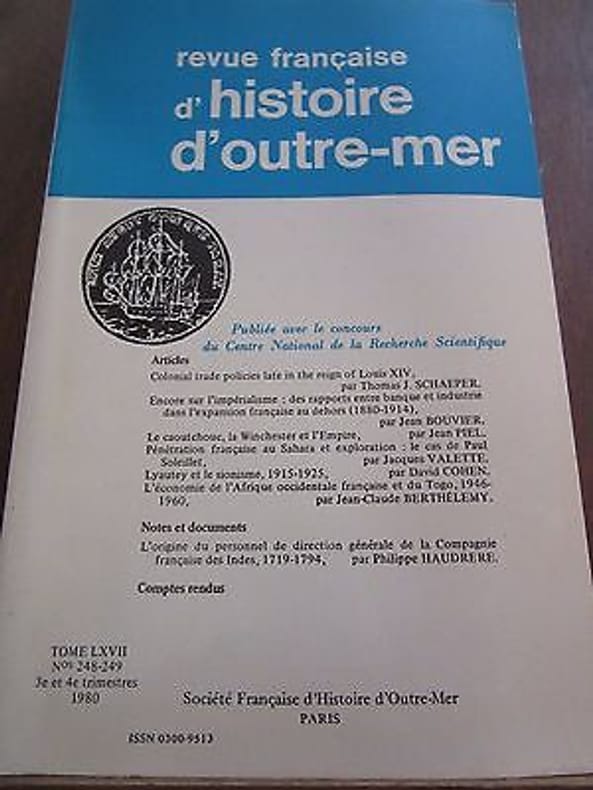 revue française
d' histoire
d'outre-mer
Publiée avec le concours
du Centre National de la Recherche Scientifique
Articles
Colonial trade policies late in the reign of Louis XIV,
par Thomas J. SCHAEPER.
Encore sur l'impérialisme : des rapports entre banque et industrie
dans l'expansion française au dehors (1880-1914),
par Jean BOUVIER.
Le caoutchouc, la Winchester et l'Empire, par Jean PIEL.
Pénétration française au Sahara et exploration : le cas de Paul
Soleillet, par Jacques VALETTE.
Lyautey et le sionisme, 1915-1925, par David COHEN.
L'économie de l'Afrique occidentale française et du Togo, 1946-
1960, par Jean-Claude BERTHÉLEMY.
Notes et documents
L'origine du personnel de direction générale de la Compagnie
française des Indes, 1719-1794, par Philippe HAUDRERE.
Comptes rendus
TOME LXVII
Nos 248-249
3e et 4e trimestres
1980
Société Française d'Histoire d'Outre-Mer
PARIS
ISSN 0300-9513